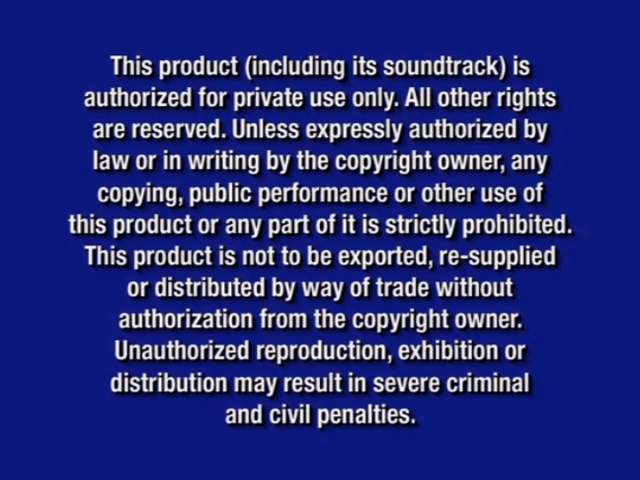 This product (including its soundtrack) is
authorized for private use only. All other rights
are reserved. Unless expressly authorized by
law or in writing by the copyright owner, any
copying, public performance or other use of
this product or any part of it is strictly prohibited.
This product is not to be exported, re-supplied
or distributed by way of trade without
authorization from the copyright owner.
Unauthorized reproduction, exhibition or
distribution may result in severe criminal
and civil penalties.